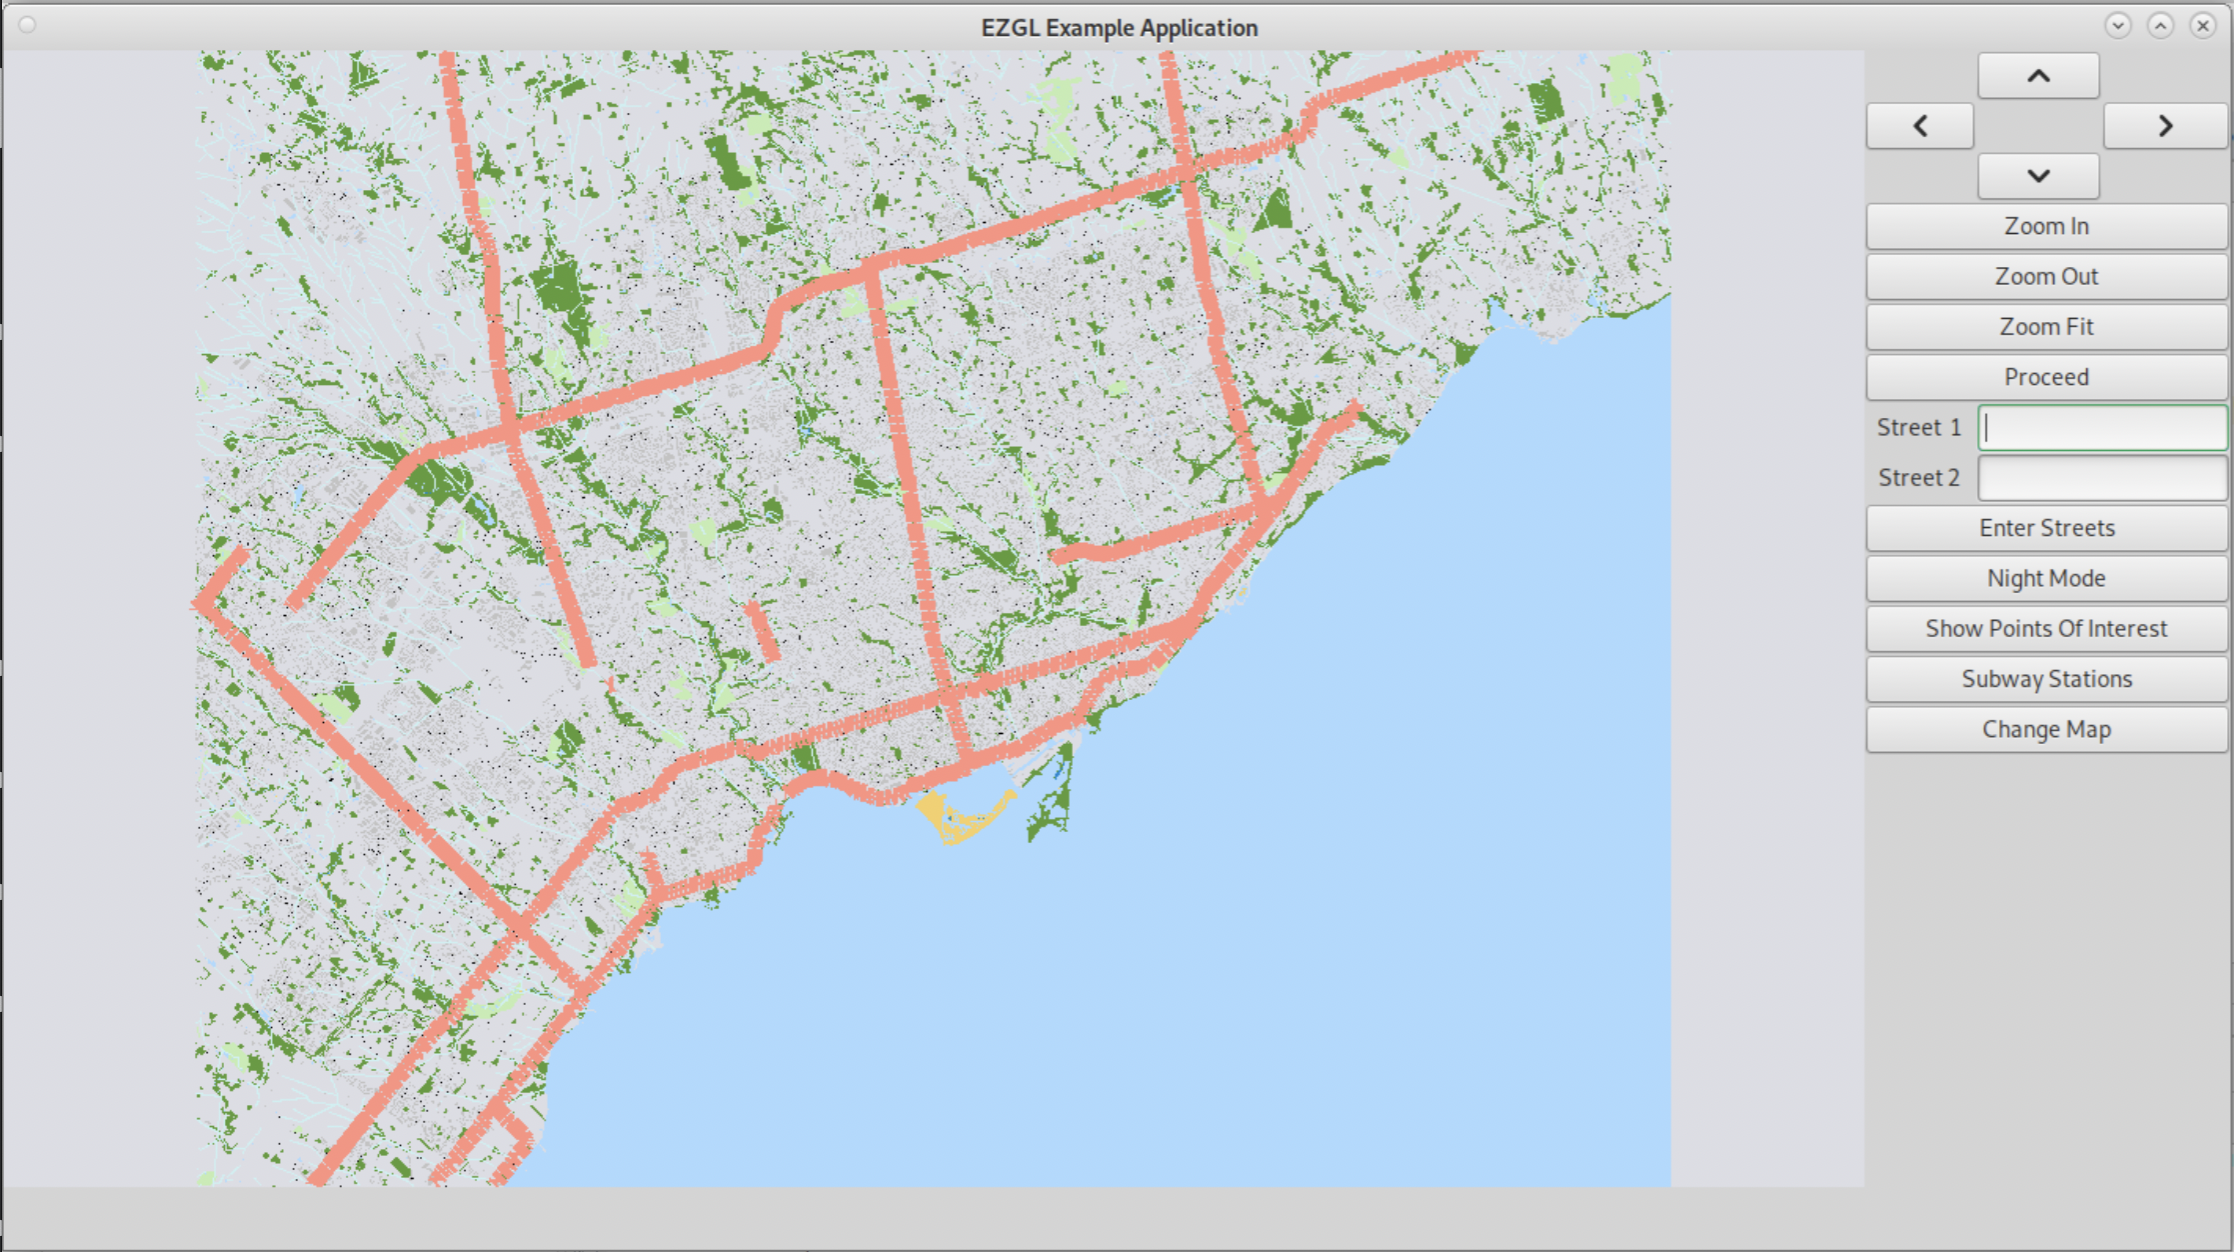 EZGL Example Application
Zoom In
Zoom Out
Zoom Fit
Proceed
Street 1
Street 2
Enter Streets
Night Mode
Show Points Of Interest
Subway Stations
Change Map